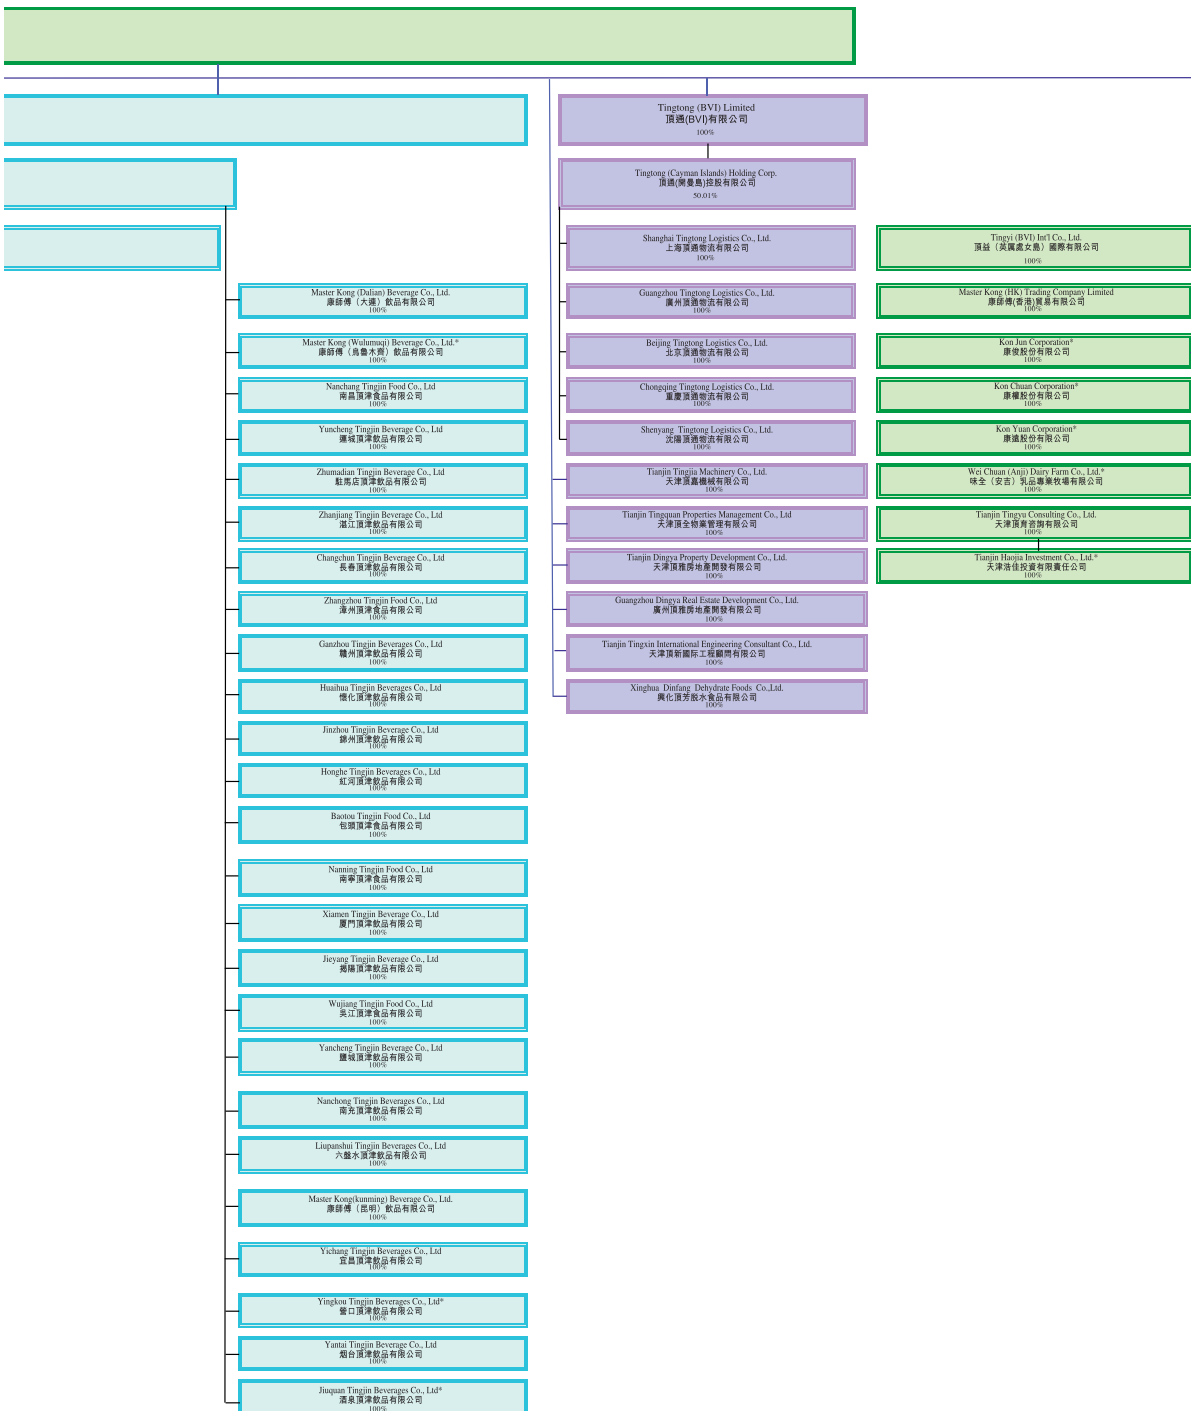 Tingtong (BVI) Limited
頂通(BVI)有限公司
100%
Tingtong (Cayman Islands) Holding Corp.
頂通(開曼島)控股有限公司
50.01%
Shanghai Tingtong Logistics Co., Ltd.
上海頂通物流有限公司
100%
Guangzhou Tingtong Logistics Co., Ltd.
廣州頂通物流有限公司
100%
Beijing Tingtong Logistics Co., Ltd.
北京頂通物流有限公司
100%
Chongqing Tingtong Logistics Co., Ltd.
重慶頂通物流有限公司
100%
Shenyang Tingtong Logistics Co., Ltd.
沈陽頂通物流有限公司
100%
Tianjin Tingjia Machinery Co., Ltd.
天津頂嘉機械有限公司
100%
Tianjin Tingquan Properties Management Co., Ltd
天津頂全物業管理有限公司
100%
Tianjin Dingya Property Development Co., Ltd.
天津頂雅房地產開發有限公司
100%
Guangzhou Dingya Real Estate Development Co., Ltd.
廣州頂雅房地產開發有限公司
100%
Tianjin Tingxin International Engineering Consultant Co., Ltd.
天津頂新國际工程顧問有限公司
100%
Xinghua Dinfang Dehydrate Foods Co.,Ltd.
興化頂芳脫水食品有限公司
100%
Tingyi (BVI) Int'l Co., Ltd.
頂益（英属處女島）國際有限公司
100%
Master Kong (HK) Trading Company Limited
康師傅(香港)貿易有限公司
100%
Kon Jun Corporation*
康俊股份有限公司
100%
Kon Chuan Corporation*
康權股份有限公司
100%
Kon Yuan Corporation*
康遠股份有限公司
100%
Wei Chuan (Anji) Dairy Farm Co., Ltd.*
味全（安吉）乳品專業牧場有限公司
100%
Tianjin Tingyu Consulting Co., Ltd.
天津頂育咨詢有限公司
100%
Tianjin Haojia Investment Co., Ltd.*
天津浩佳投資有限責任公司
100%
Master Kong (Dalian) Beverage Co., Ltd.
康師傅（大連）飲品有限公司
100%
Master Kong (Wulumuqi) Beverage Co., Ltd.*
康師傅（烏魯木齊）飲品有限公司
100%
Nanchang Tingjin Food Co., Ltd
南昌頂津食品有限公司
100%
Yuncheng Tingjin Beverage Co., Ltd
運城頂津飲品有限公司
100%
Zhumadian Tingjin Beverage Co., Ltd
駐馬店頂津飲品有限公司
100%
Zhanjiang Tingjin Beverage Co., Ltd
湛江頂津飲品有限公司
100%
Changchun Tingjin Beverage Co., Ltd
長春頂津飲品有限公司
100%
Zhangzhou Tingjin Food Co., Ltd
漳州頂津食品有限公司
100%
Ganzhou Tingjin Beverages Co., Ltd
贛州頂津飲品有限公司
100%
Huaihua Tingjin Beverages Co., Ltd
懷化頂津飲品有限公司
100%
Jinzhou Tingjin Beverage Co., Ltd
錦州頂津飲品有限公司
100%
Honghe Tingjin Beverages Co., Ltd
紅河頂津飲品有限公司
100%
Baotou Tingjin Food Co., Ltd
包頭頂津食品有限公司
100%
Nanning Tingjin Food Co., Ltd
南寧頂津食品有限公司
100%
Xiamen Tingjin Beverage Co., Ltd
厦門頂津飲品有限公司
100%
Jieyang Tingjin Beverage Co., Ltd
揭陽頂津飲品有限公司
100%
Wujiang Tingjin Food Co., Ltd
吳江頂津食品有限公司
100%
Yancheng Tingjin Beverage Co., Ltd
鹽城頂津飲品有限公司
100%
Nanchong Tingjin Beverages Co., Ltd
南充頂津飲品有限公司
100%
Liupanshui Tingjin Beverages Co., Ltd
六盤水頂津飲品有限公司
100%
Master Kong(kunming) Beverage Co., Ltd.
康師傅（昆明）飲品有限公司
100%
Yichang Tingjin Beverages Co., Ltd
宜昌頂津飲品有限公司
100%
Yingkou Tingjin Beverages Co., Ltd*
營口頂津飲品有限公司
100%
Yantai Tingjin Beverage Co., Ltd
烟台頂津飲品有限公司
100%
Jiuquan Tingjin Beverages Co., Ltd*
酒泉頂津飲品有限公司
100%